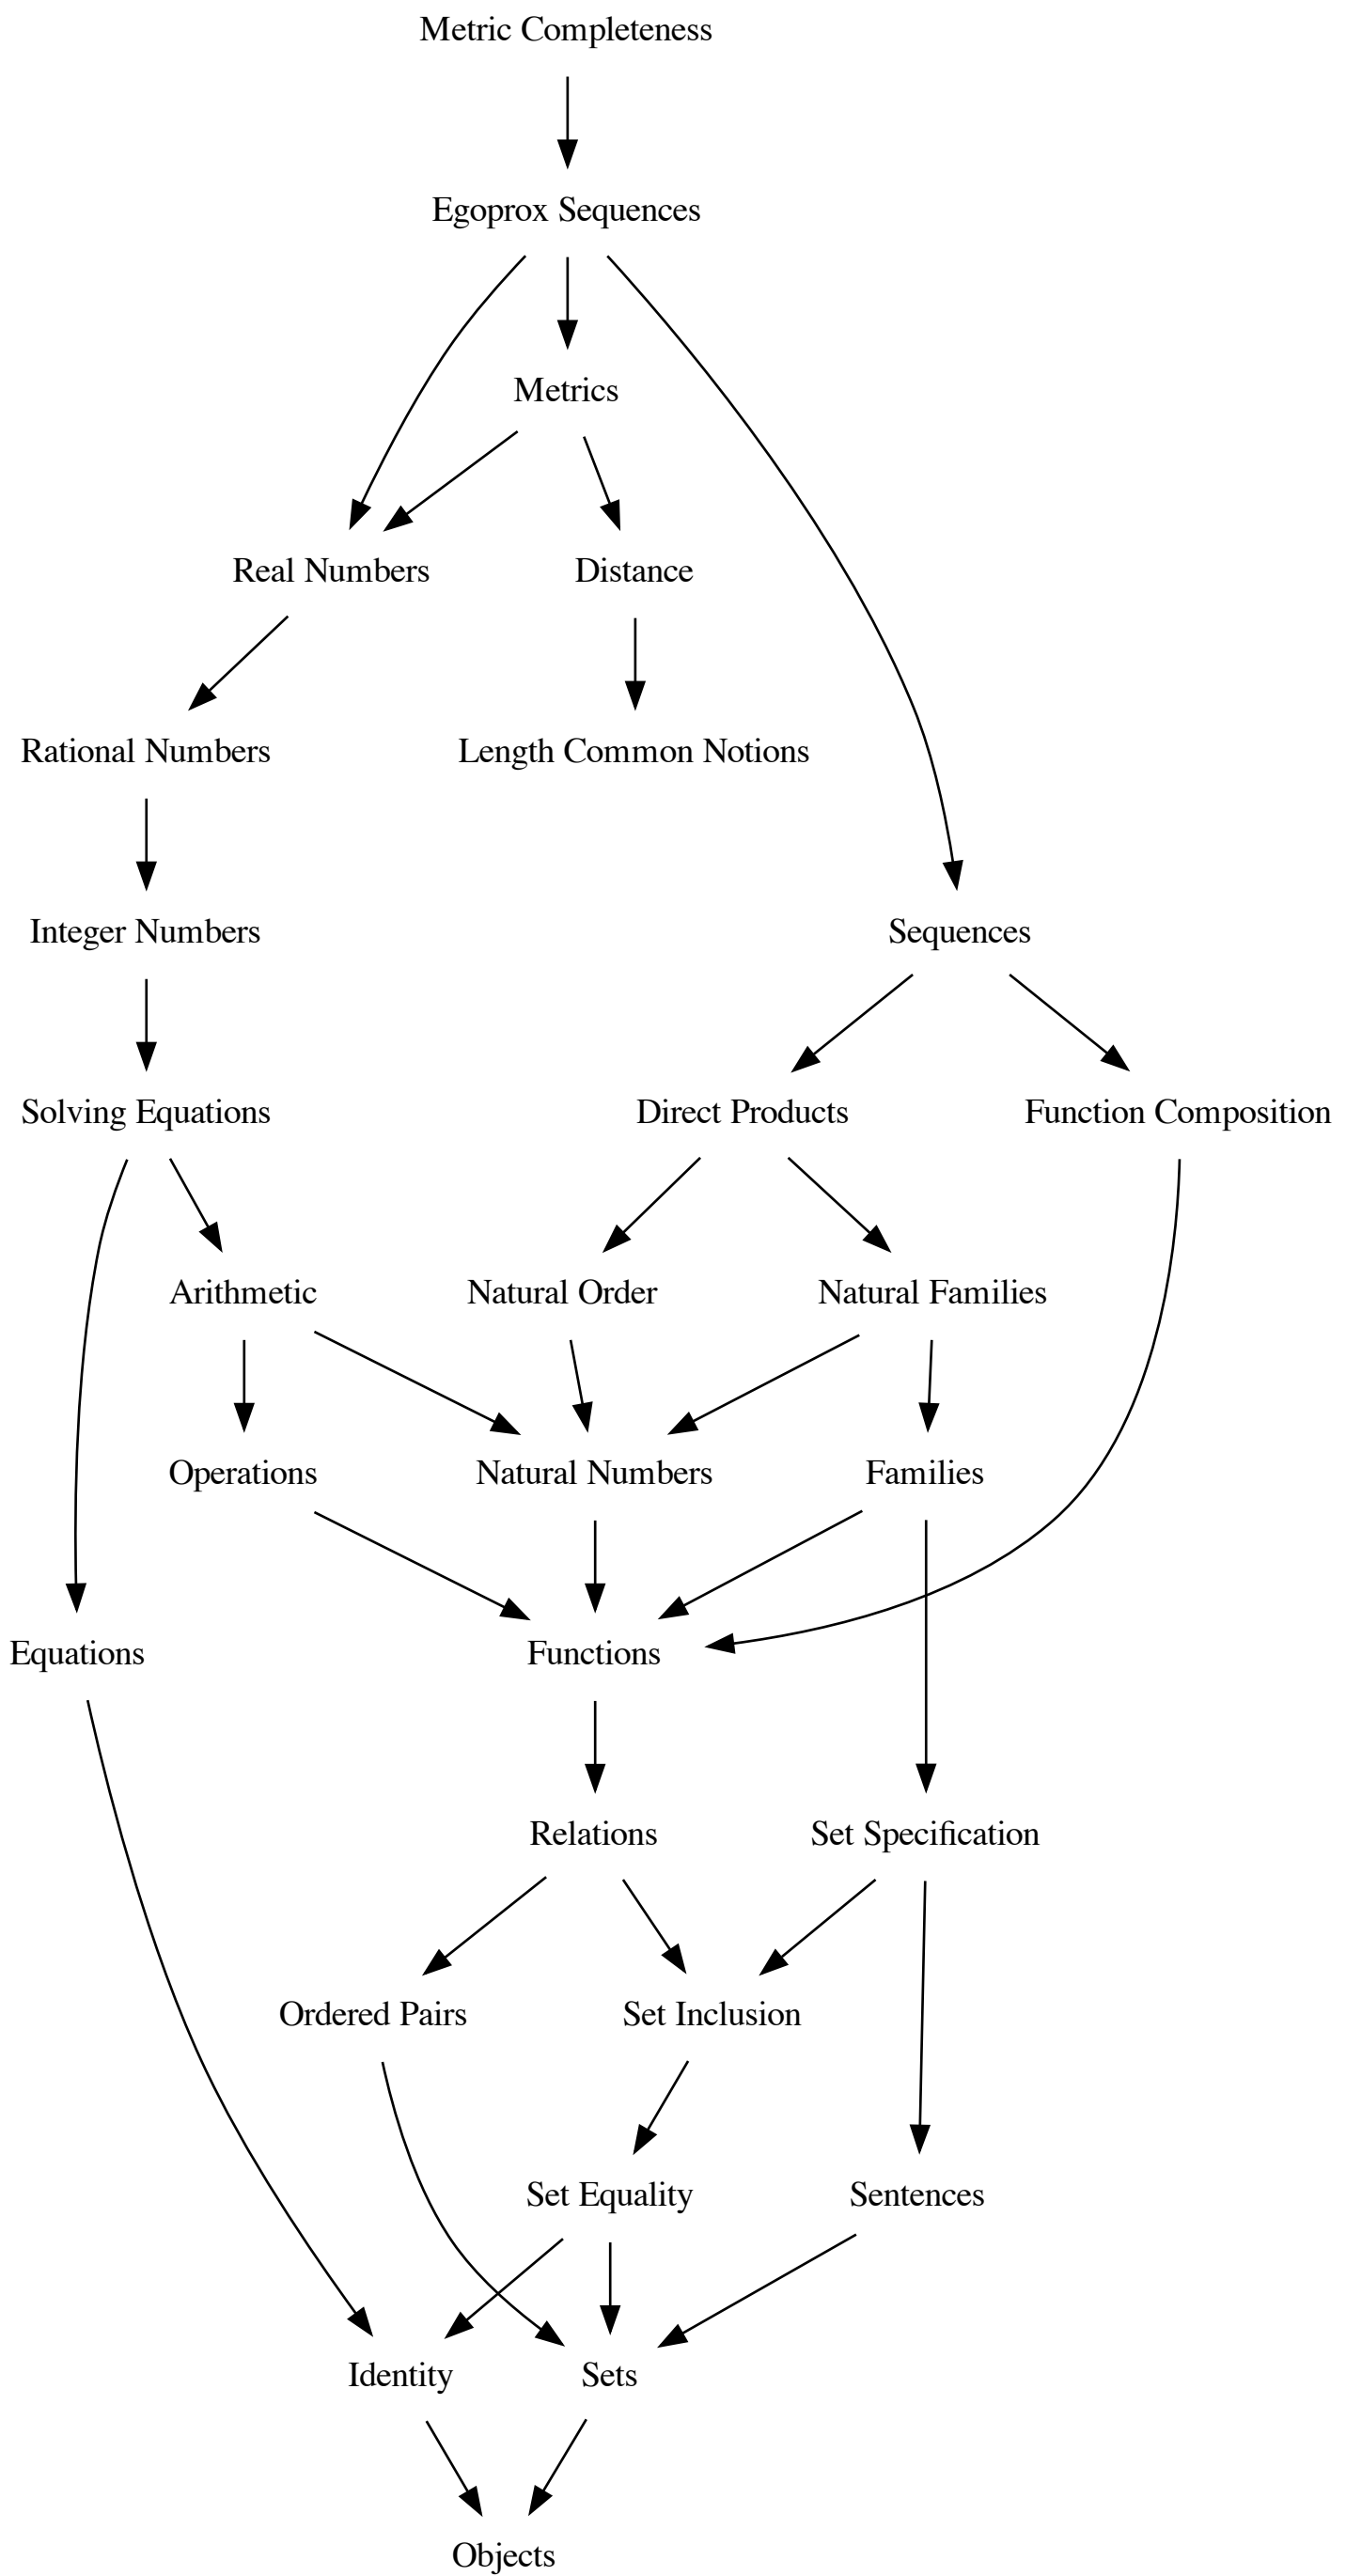 Metric Completeness
Egoprox Sequences
Metrics
Real Numbers
Distance
Rational Numbers
Length Common Notions
Integer Numbers
Sequences
Solving Equations
Direct Products
Function Composition
Arithmetic
Natural Order
Natural Families
Operations
Natural Numbers
Families
Equations
Functions
Relations
Set Specification
Ordered Pairs
Set Inclusion
Set Equality
Sentences
Identity
Sets
Objects